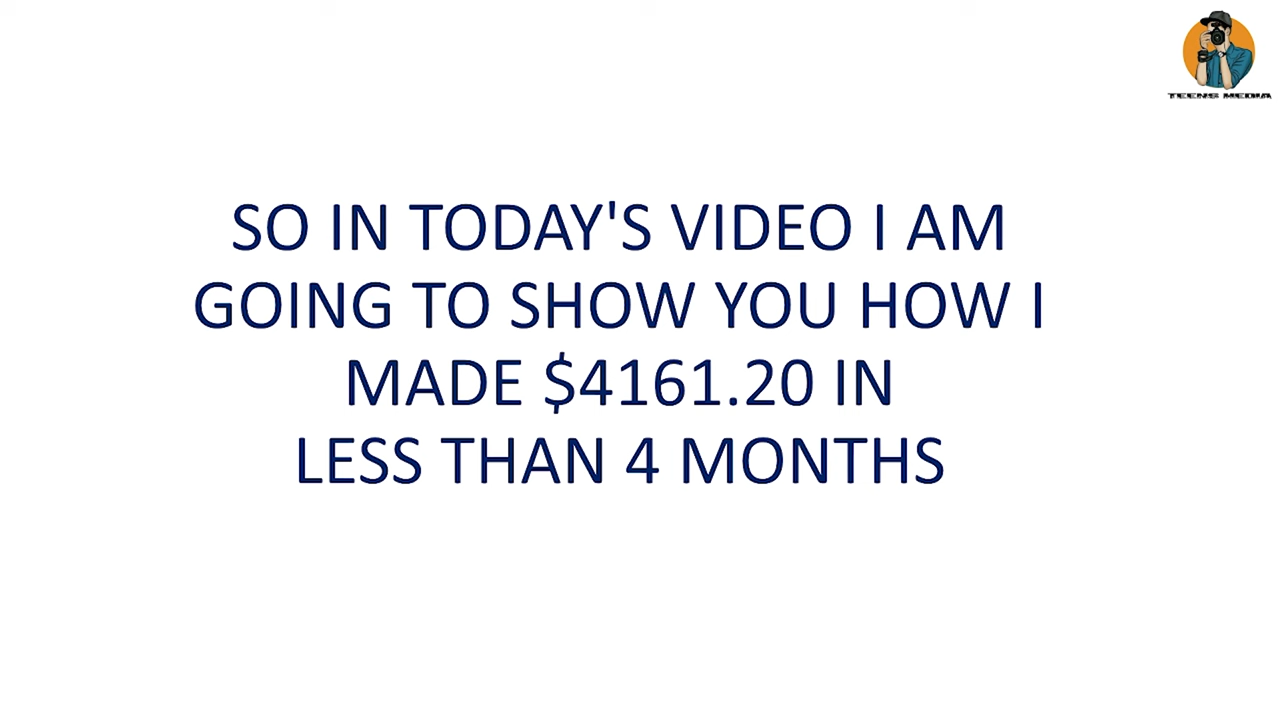 TEENS MEDIA
SO IN TODAY'S VIDEO I AM
GOING TO SHOW YOU HOW I
MADE $4161.20 IN
LESS THAN 4 MONTHS